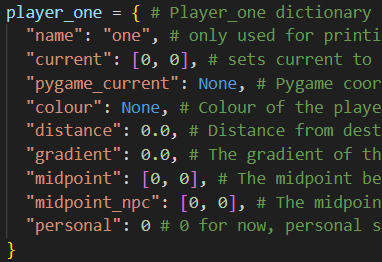 player_one = { # Player_one dictionary
"name": "one", # only used for printi
"current": [0, 0], # sets current to
"pygame_current": None, # Pygame coor
"colour": None, # Colour of the playe
"distance": 0.0, # Distance from dest
"gradient": 0.0, # The gradient of th
"midpoint": [0, 0], # The midpoint be
"midpoint_npc": [0, 0], # The midpoin
"personal": 0 # 0 for now, personal s
}